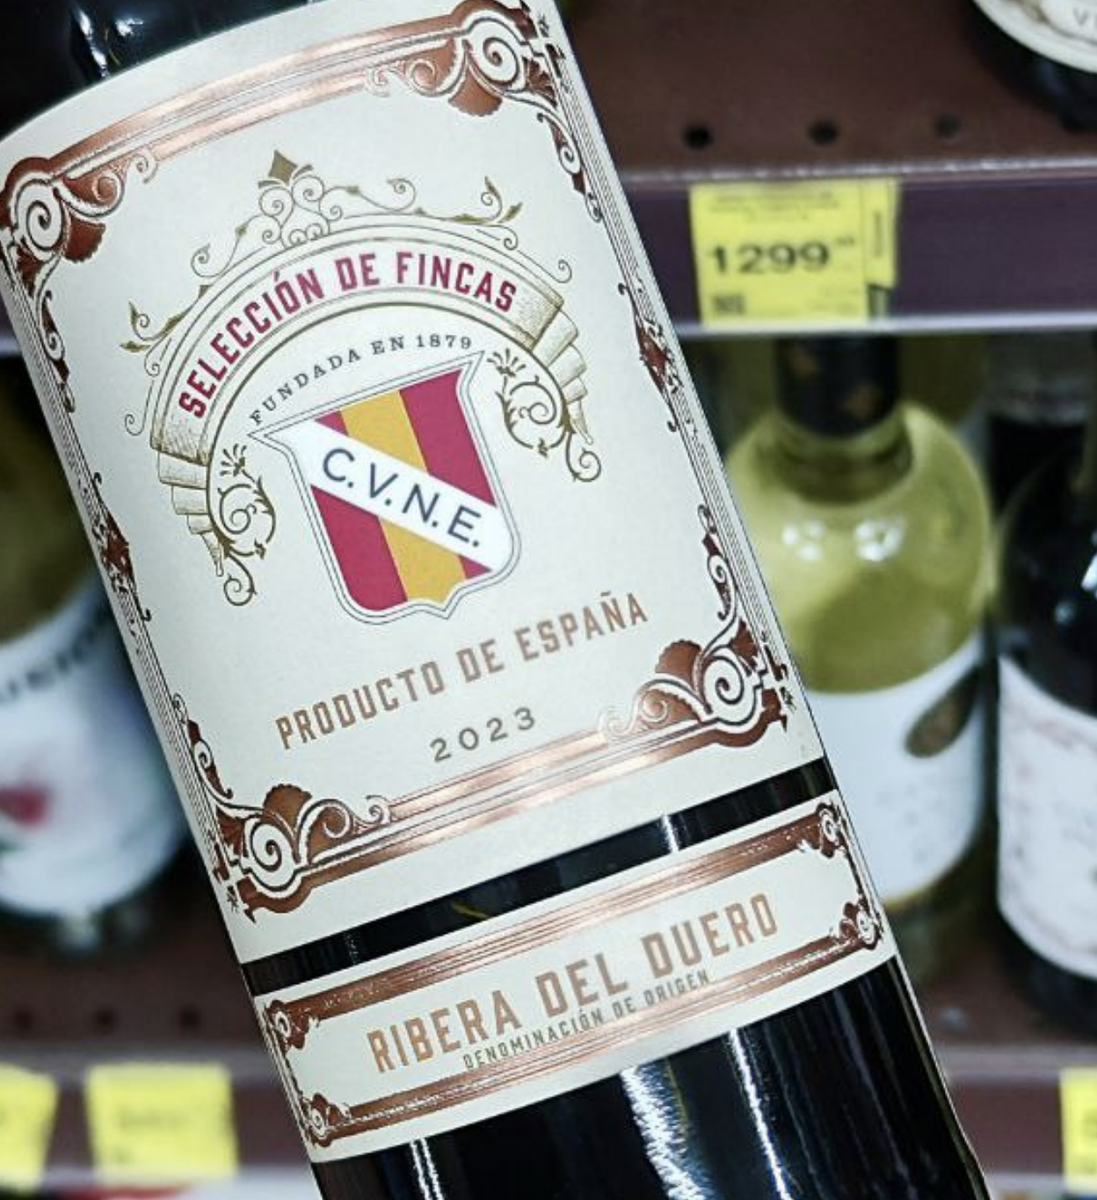 SELECCIÓN DE FINCAS
FUNDADA EN 1879
C.V.N.E.
PRODUCTO DE ESPAÑA
2023
RIBERA DEL DUERO
DENOMINACIÓN DE ORIGEN
1299